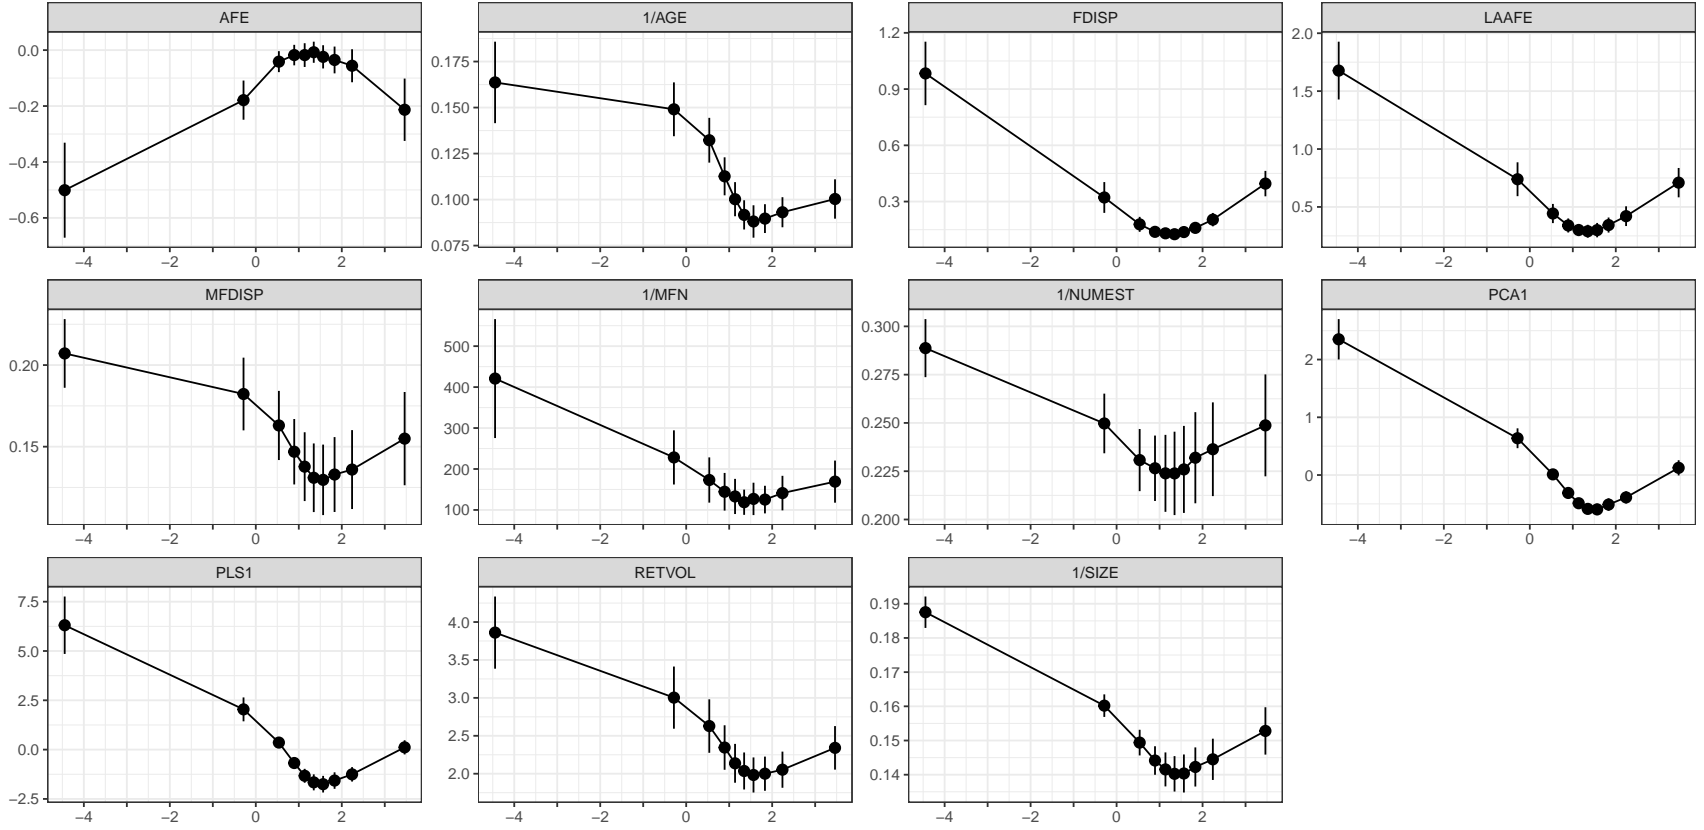 AFE 1/AGE FDISP LAAFE
0.0 −0.2 −0.4 −0.6
0.175 0.150 0.125 0.100 0.075
1.2 0.9 0.6 0.3
2.0 1.5 1.0 0.5
−4 −2 0 2 −4 −2 0 2 −4 −2 0 2 −4 −2 0 2
MFDISP 1/MFN 1/NUMEST PCA1
0.20 0.15
500 400 300 200 100
0.300 0.275 0.250 0.225 0.200
2 1 0
−4 −2 0 2 −4 −2 0 2 −4 −2 0 2 −4 −2 0 2
PLS1 RETVOL 1/SIZE
7.5 5.0 2.5 0.0 −2.5
4.0 3.5 3.0 2.5 2.0
0.19 0.18 0.17 0.16 0.15 0.14
−4 −2 0 2 −4 −2 0 2 −4 −2 0 2